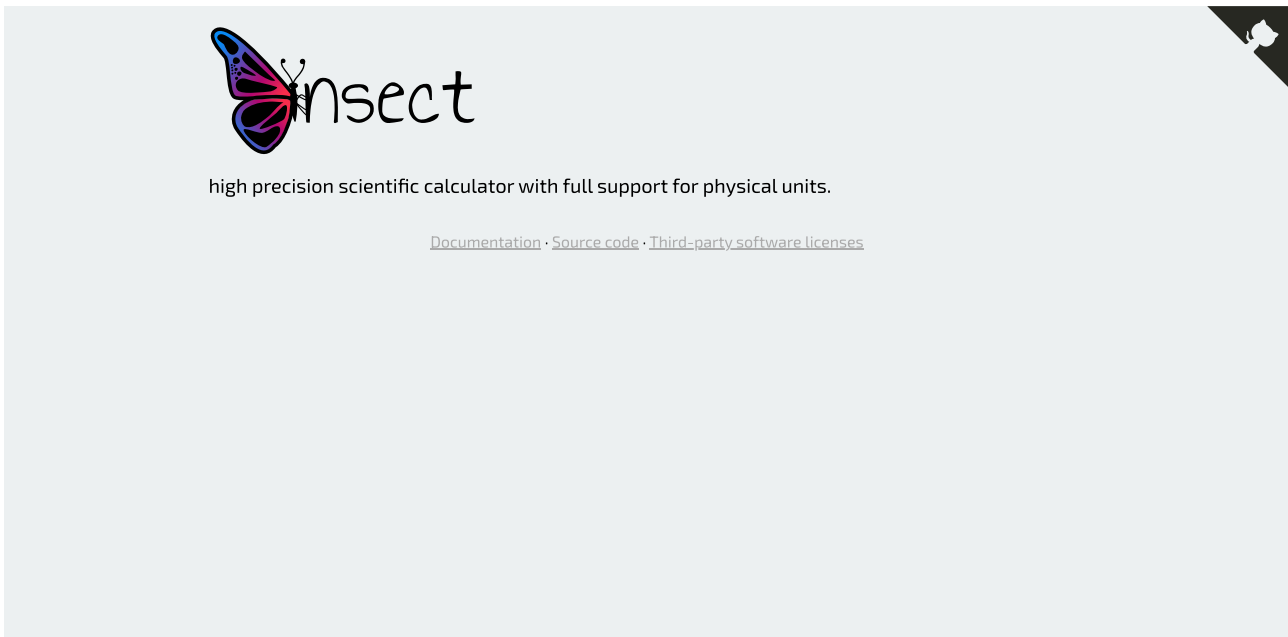 insect
high precision scientific calculator with full support for physical units.
Documentation · Source code · Third-party software licenses